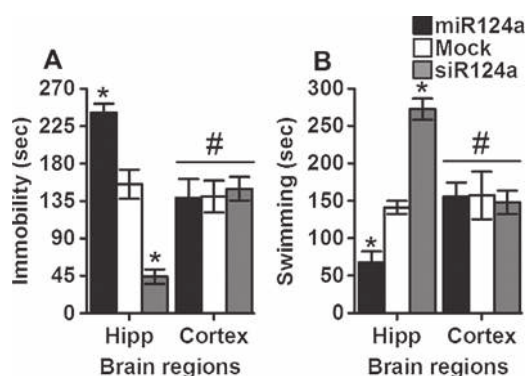 miR124a
Mock
siR124a
A
B
Immobility (sec)
270
225
180
135
90
45
0
*
*
#
Hipp Cortex
Brain regions
Swimming (sec)
300
250
200
150
100
50
0
*
*
#
Hipp Cortex
Brain regions